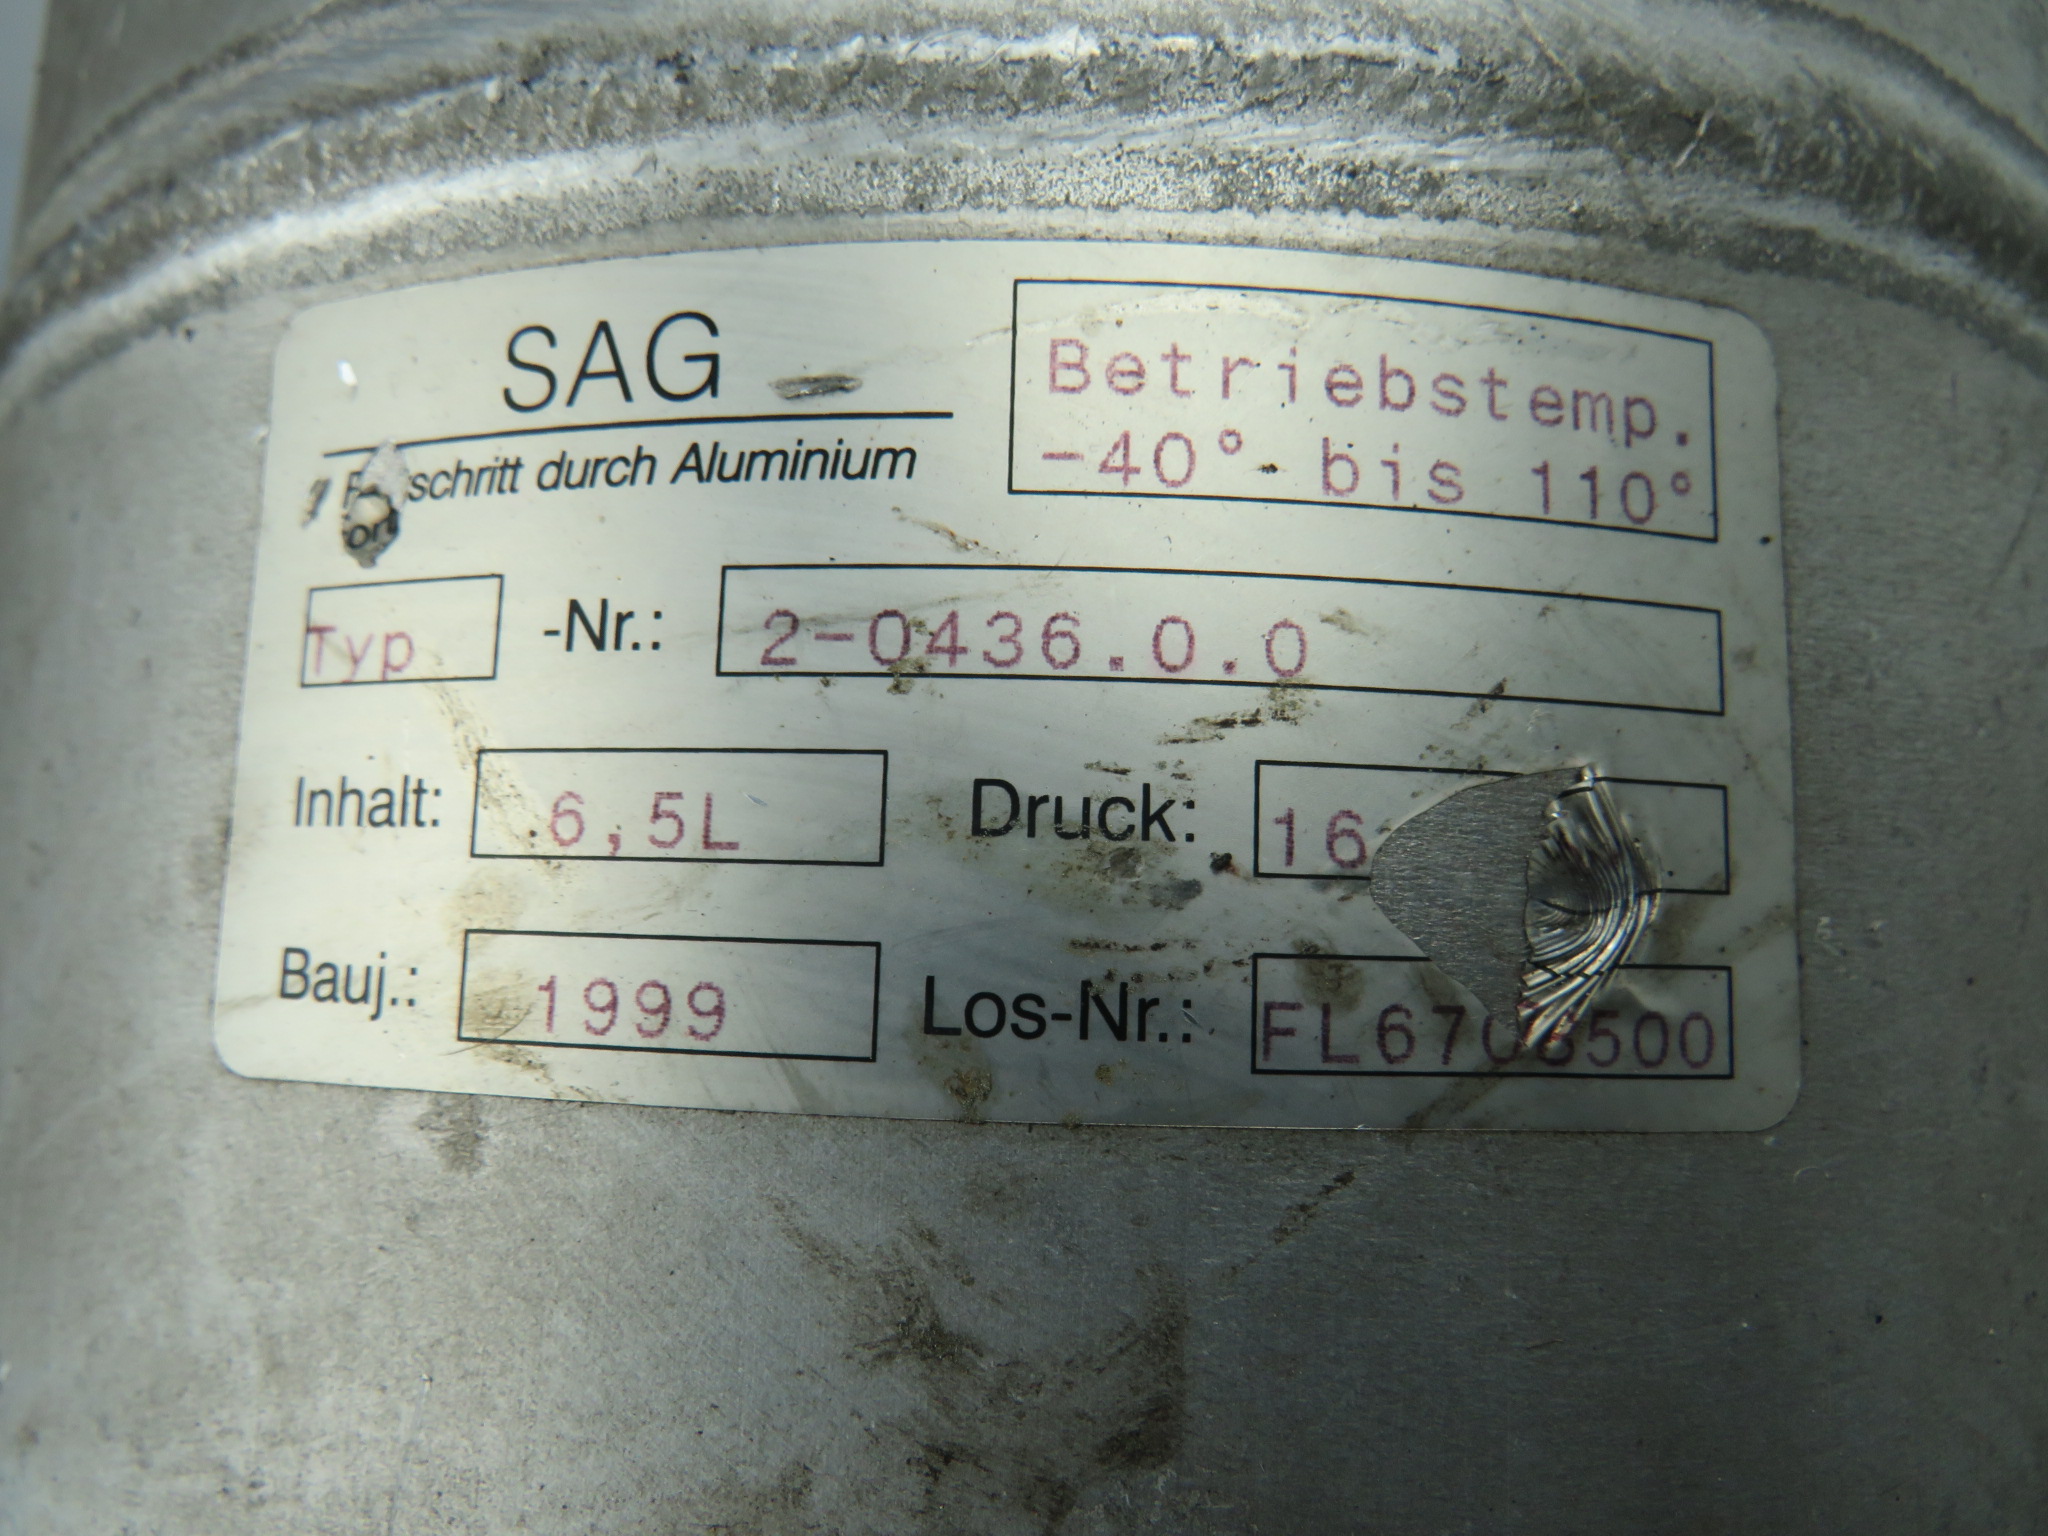 SAG
Fortschritt durch Aluminium
Betriebstemp.
-40° bis 110°
Typ -Nr.: 2-0436.0.0
Inhalt: 6,5L Druck: 16
Bauj.: 1999 Los-Nr.: